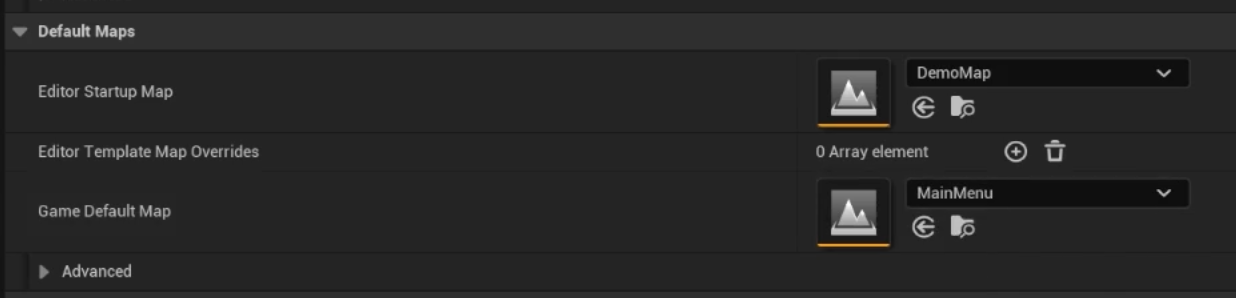 Default Maps
Editor Startup Map
DemoMap
Editor Template Map Overrides
0 Array element
Game Default Map
MainMenu
Advanced